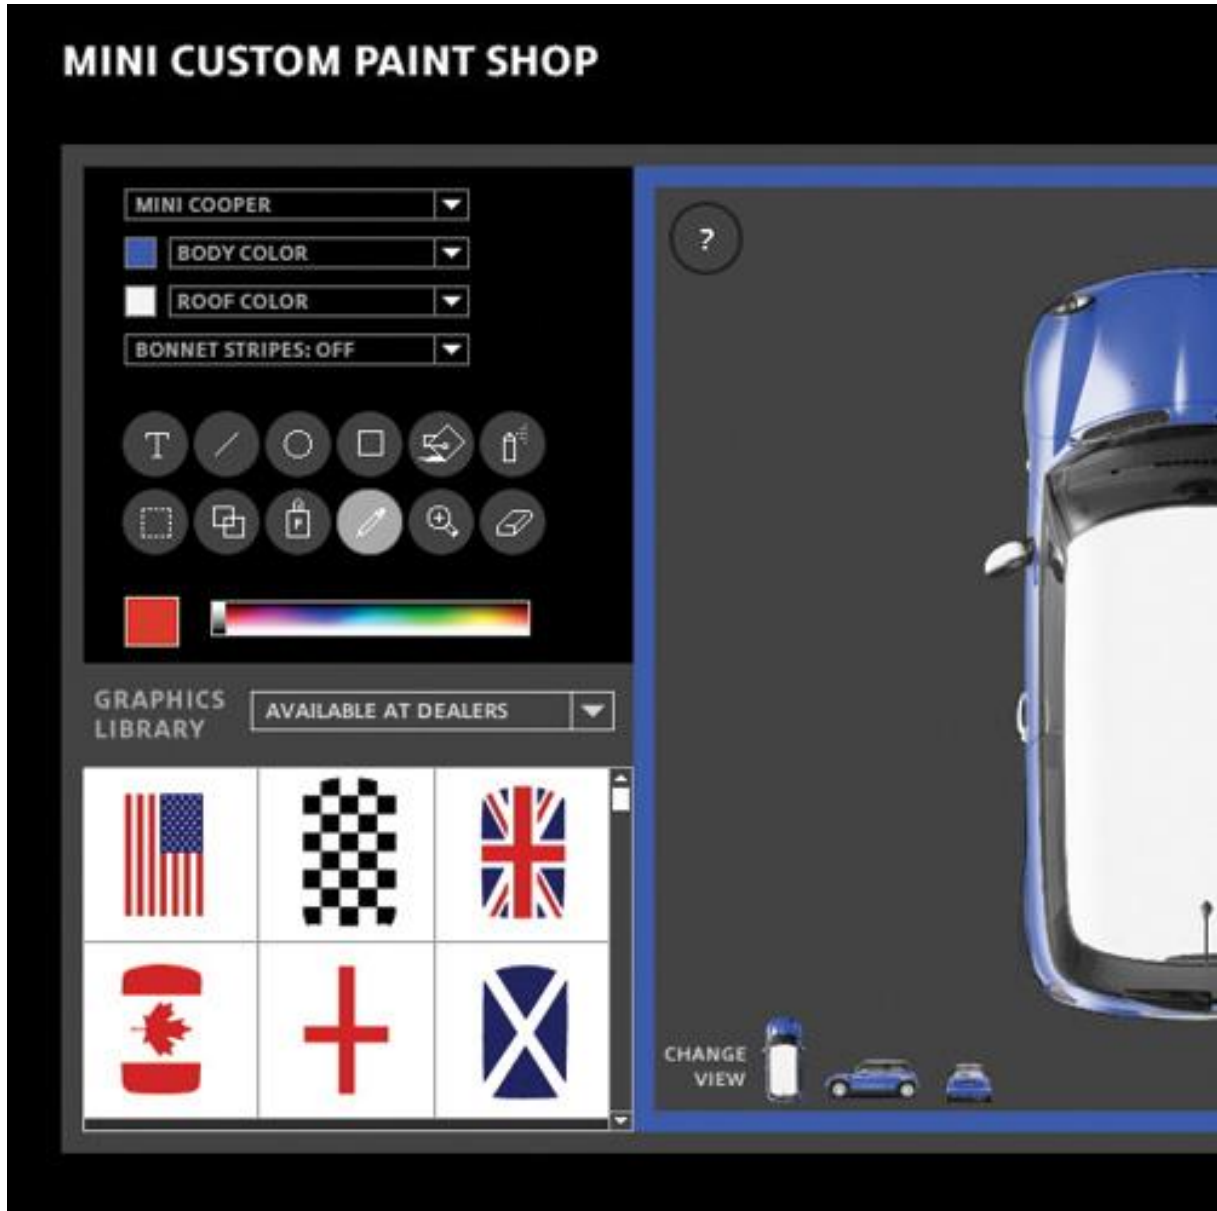 MINI CUSTOM PAINT SHOP
MINI COOPER
BODY COLOR
ROOF COLOR
BONNET STRIPES: OFF
T
P
GRAPHICS
LIBRARY
AVAILABLE AT DEALERS
?
CHANGE
VIEW